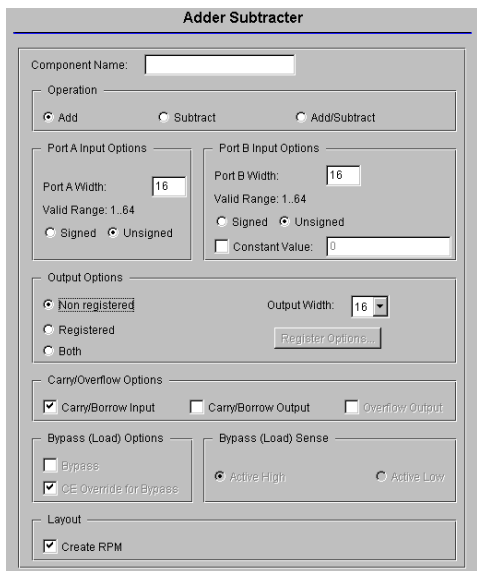 Adder Subtracter
Component Name:
Operation
Add Subtract Add/Subtract
Port A Input Options
Port A Width: 16
Valid Range: 1..64
Signed Unsigned
Port B Input Options
Port B Width: 16
Valid Range: 1..64
Signed Unsigned
Constant Value: 0
Output Options
Non registered Output Width: 16
Registered Register Options...
Both
Carry/Overflow Options
Carry/Borrow Input Carry/Borrow Output Overflow Output
Bypass (Load) Options
Bypass
CE Override for Bypass
Bypass (Load) Sense
Active High Active Low
Layout
Create RPM